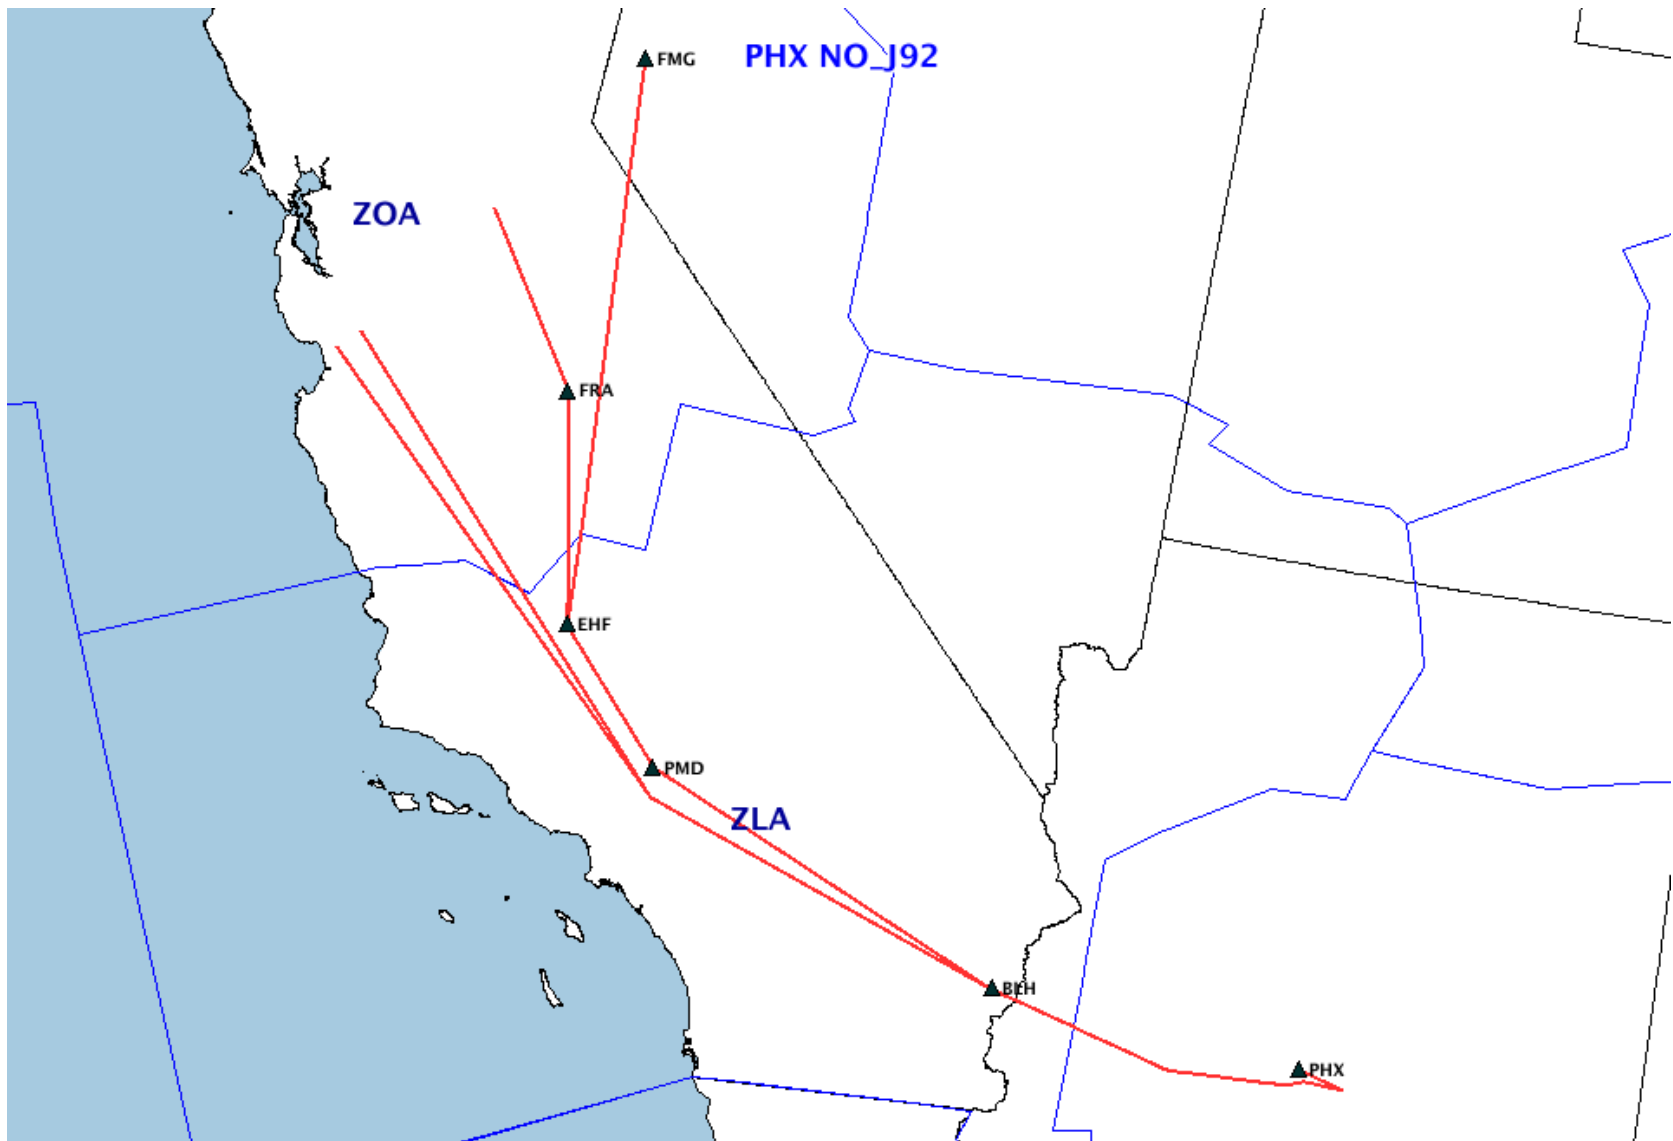 FMG
PHX NO_J92
ZOA
FRA
EHF
PMD
ZLA
BLH
PHX